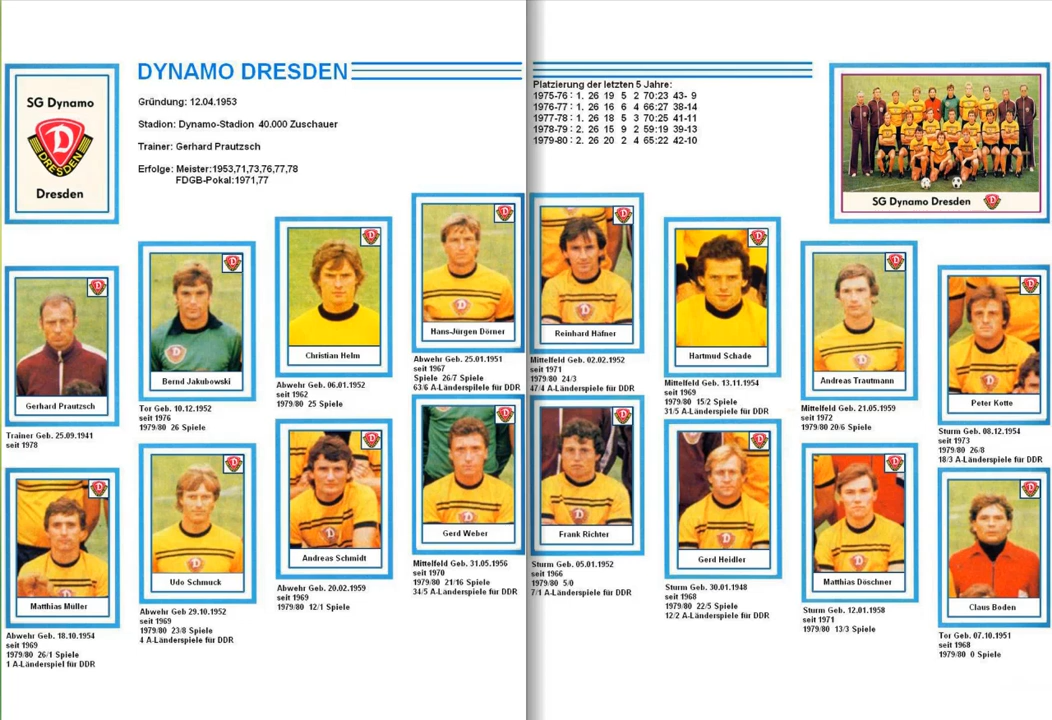 DYNAMO DRESDEN
SG Dynamo
D
DRESDEN
Dresden
Gründung: 12.04.1953
Stadion: Dynamo-Stadion 40.000 Zuschauer
Trainer: Gerhard Prautzsch
Erfolge: Meister:1953,71,73,76,77,78
FDGB-Pokal:1971,77
Platzierung der letzten 5 Jahre:
1975-76 : 1. 26 19 5 2 70:23 43- 9
1976-77 : 1. 26 16 6 4 66:27 38-14
1977-78 : 1. 26 18 5 3 70:25 41-11
1978-79 : 2. 26 15 9 2 59:19 39-13
1979-80 : 2. 26 20 2 4 65:22 42-10
SG Dynamo Dresden
Gerhard Prautzsch
Trainer Geb. 25.09.1941
seit 1978
Bernd Jakubowski
Tor Geb. 10.12.1952
seit 1976
1979/80 26 Spiele
Christian Helm
Abwehr Geb. 06.01.1952
seit 1962
1979/80 25 Spiele
Hans-Jürgen Dörner
Abwehr Geb. 25.01.1951
seit 1967
Spiele 26/7 Spiele
63/6 A-Länderspilele für DDR
Reinhard Häfner
Mittelfeld Geb. 02.02.1952
seit 1971
1979/80 24/3
47/4 A-Länderspiele für DDR
Hartmud Schade
Mittelfeld Geb. 13.11.1954
seit 1969
1979/80 15/2 Spiele
31/5 A-Länderspiele für DDR
Andreas Trautmann
Mittelfeld Geb. 21.05.1959
seit 1972
1979/80 20/6 Spiele
Peter Kotte
Sturm Geb. 08.12.1954
seit 1973
1979/80 26/8
18/3 A-Länderspiele für DDR
Matthias Müller
Abwehr Geb. 18.10.1954
seit 1969
1979/80 26/1 Spiele
1 A-Länderspiel für DDR
Udo Schmuck
Abwehr Geb 29.10.1952
seit 1969
1979/80 23/8 Spiele
4 A-Länderspiele für DDR
Andreas Schmidt
Abwehr Geb. 20.02.1959
seit 1969
1979/80 12/1 Spiele
Gerd Weber
Mittelfeld Geb. 31.05.1956
seit 1970
1979/80 21/16 Spiele
34/5 A-Länderspiele für DDR
Frank Richter
Sturm Geb. 05.01.1952
seit 1966
1979/80 5/0
7/1 A-Länderspiele für DDR
Gerd Heidler
Sturm Geb. 30.01.1948
seit 1968
1979/80 22/5 Spiele
12/2 A-Länderspiele für DDR
Matthias Döschner
Sturm Geb. 12.01.1958
seit 1971
1979/80 13/3 Spiele
Claus Boden
Tor Geb. 07.10.1951
seit 1968
1979/80 0 Spiele